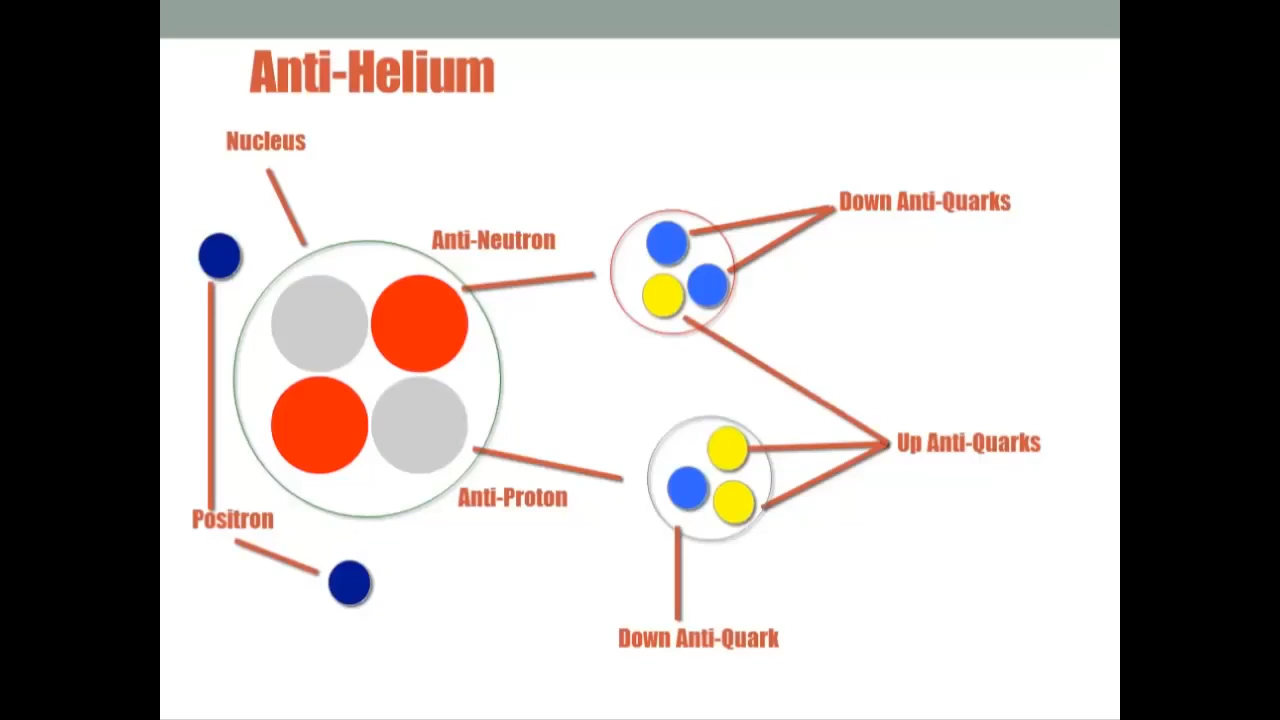 Anti-Helium
Nucleus
Down Anti-Quarks
Anti-Neutron
Up Anti-Quarks
Anti-Proton
Positron
Down Anti-Quark